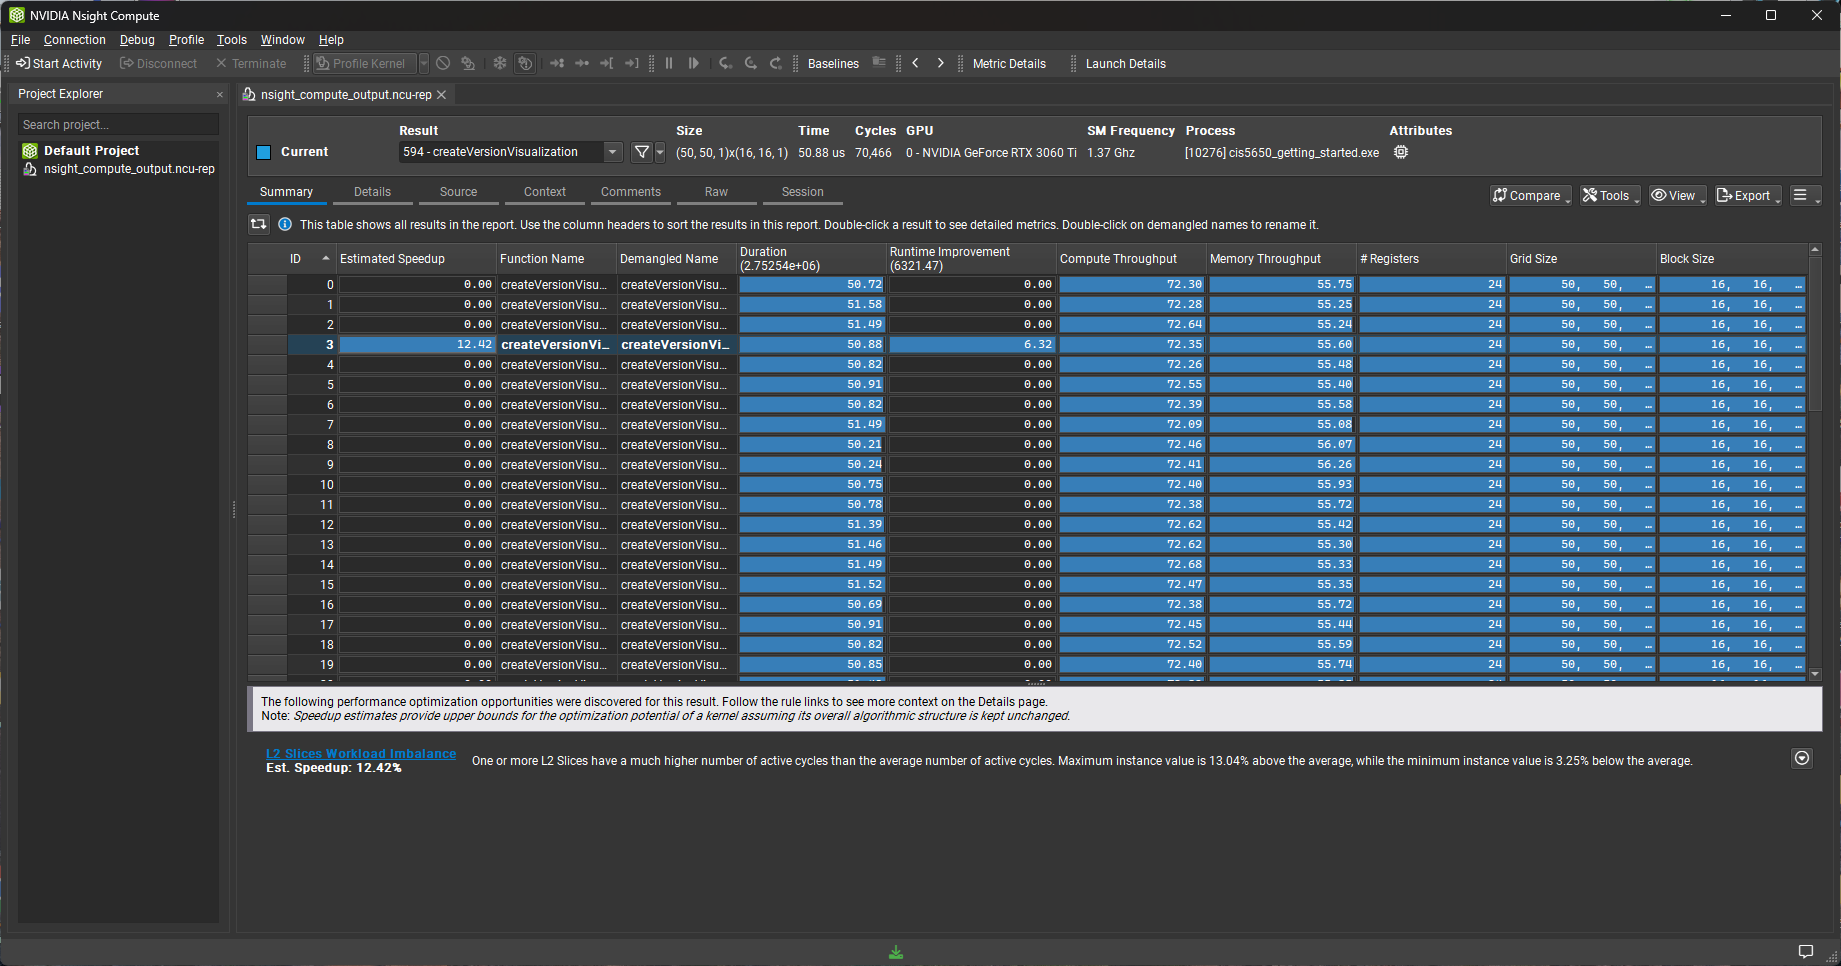 NVIDIA Nsight Compute
File Connection Debug Profile Tools Window Help
Start Activity Disconnect Terminate Profile Kernel Baselines Metric Details Launch Details
Project Explorer
Search project...
Default Project
nsight_compute_output.ncu-rep
nsight_compute_output.ncu-rep
Result Size Time Cycles GPU SM Frequency Process Attributes
Current 594 - createVersionVisualization (50, 50, 1)x(16, 16, 1) 50.88 us 70,466 0 - NVIDIA GeForce RTX 3060 Ti 1.37 Ghz [10276] cis5650_getting_started.exe
Summary Details Source Context Comments Raw Session
Compare Tools View Export
This table shows all results in the report. Use the column headers to sort the results in this report. Double-click a result to see detailed metrics. Double-click on demangled names to rename it.
ID Estimated Speedup Function Name Demangled Name Duration (2.75254e+06) Runtime Improvement (6321.47) Compute Throughput Memory Throughput # Registers Grid Size Block Size
0 0.00 createVersionVisu... createVersionVisu... 50.72 0.00 72.30 55.75 24 50, 50, ... 16, 16, ...
1 0.00 createVersionVisu... createVersionVisu... 51.58 0.00 72.28 55.25 24 50, 50, ... 16, 16, ...
2 0.00 createVersionVisu... createVersionVisu... 51.49 0.00 72.64 55.24 24 50, 50, ... 16, 16, ...
3 12.42 createVersionVi... createVersionVi... 50.88 6.32 72.35 55.60 24 50, 50, ... 16, 16, ...
4 0.00 createVersionVisu... createVersionVisu... 50.82 0.00 72.26 55.48 24 50, 50, ... 16, 16, ...
5 0.00 createVersionVisu... createVersionVisu... 50.91 0.00 72.55 55.40 24 50, 50, ... 16, 16, ...
6 0.00 createVersionVisu... createVersionVisu... 50.82 0.00 72.39 55.58 24 50, 50, ... 16, 16, ...
7 0.00 createVersionVisu... createVersionVisu... 51.49 0.00 72.09 55.08 24 50, 50, ... 16, 16, ...
8 0.00 createVersionVisu... createVersionVisu... 50.21 0.00 72.46 56.07 24 50, 50, ... 16, 16, ...
9 0.00 createVersionVisu... createVersionVisu... 50.24 0.00 72.41 56.26 24 50, 50, ... 16, 16, ...
10 0.00 createVersionVisu... createVersionVisu... 50.75 0.00 72.40 55.93 24 50, 50, ... 16, 16, ...
11 0.00 createVersionVisu... createVersionVisu... 50.78 0.00 72.38 55.72 24 50, 50, ... 16, 16, ...
12 0.00 createVersionVisu... createVersionVisu... 51.39 0.00 72.62 55.42 24 50, 50, ... 16, 16, ...
13 0.00 createVersionVisu... createVersionVisu... 51.46 0.00 72.62 55.30 24 50, 50, ... 16, 16, ...
14 0.00 createVersionVisu... createVersionVisu... 51.49 0.00 72.68 55.33 24 50, 50, ... 16, 16, ...
15 0.00 createVersionVisu... createVersionVisu... 51.52 0.00 72.47 55.35 24 50, 50, ... 16, 16, ...
16 0.00 createVersionVisu... createVersionVisu... 50.69 0.00 72.38 55.72 24 50, 50, ... 16, 16, ...
17 0.00 createVersionVisu... createVersionVisu... 50.91 0.00 72.45 55.44 24 50, 50, ... 16, 16, ...
18 0.00 createVersionVisu... createVersionVisu... 50.82 0.00 72.52 55.59 24 50, 50, ... 16, 16, ...
19 0.00 createVersionVisu... createVersionVisu... 50.85 0.00 72.40 55.74 24 50, 50, ... 16, 16, ...
The following performance optimization opportunities were discovered for this result. Follow the rule links to see more context on the Details page.
Note: Speedup estimates provide upper bounds for the optimization potential of a kernel assuming its overall algorithmic structure is kept unchanged.
L2 Slices Workload Imbalance
Est. Speedup: 12.42%
One or more L2 Slices have a much higher number of active cycles than the average number of active cycles. Maximum instance value is 13.04% above the average, while the minimum instance value is 3.25% below the average.